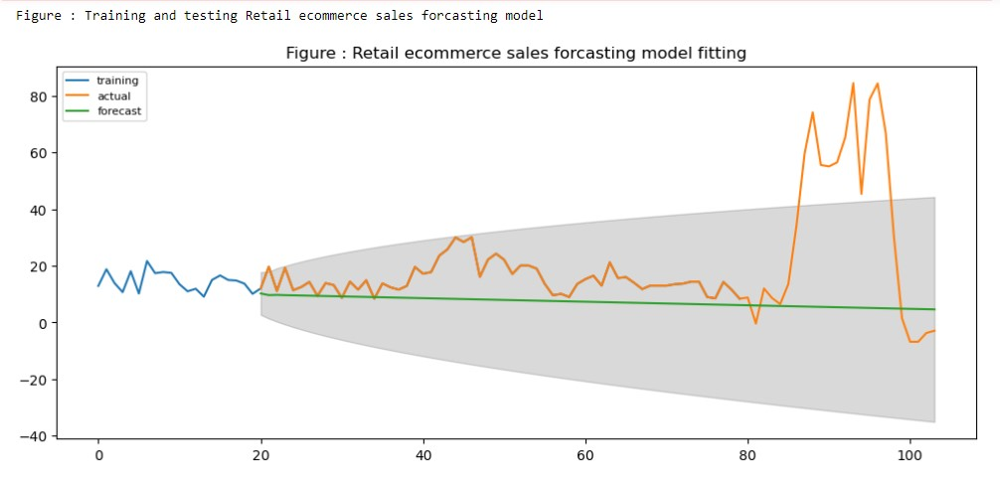 Figure : Training and testing Retail ecommerce sales forcasting model
Figure : Retail ecommerce sales forcasting model fitting
training
actual
forecast
80
60
40
20
0
−20
−40
0 20 40 60 80 100